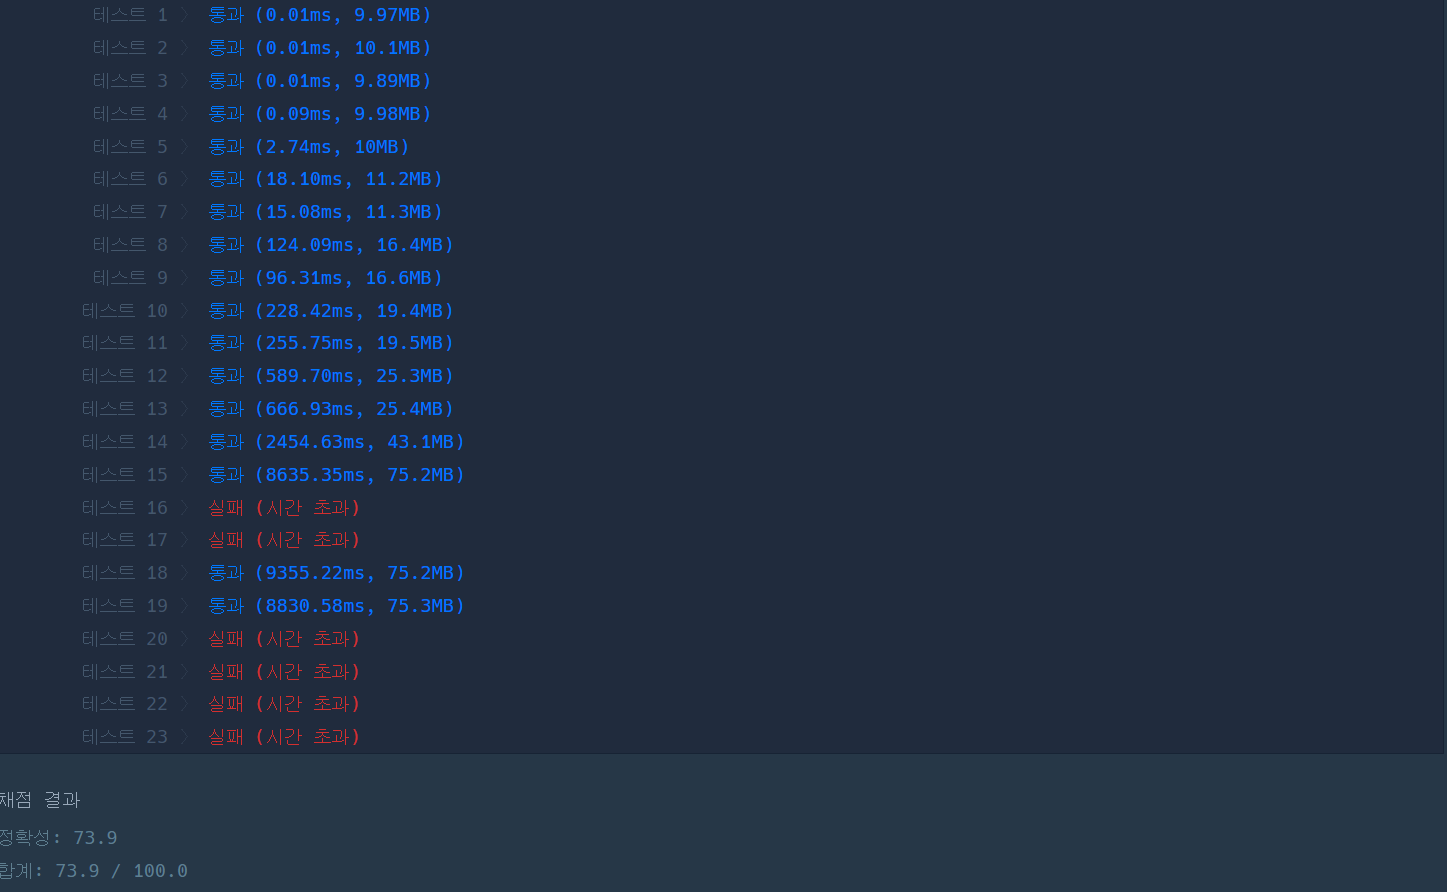 테스트 1 〉 통과 (0.01ms, 9.97MB)
테스트 2 〉 통과 (0.01ms, 10.1MB)
테스트 3 〉 통과 (0.01ms, 9.89MB)
테스트 4 〉 통과 (0.09ms, 9.98MB)
테스트 5 〉 통과 (2.74ms, 10MB)
테스트 6 〉 통과 (18.10ms, 11.2MB)
테스트 7 〉 통과 (15.08ms, 11.3MB)
테스트 8 〉 통과 (124.09ms, 16.4MB)
테스트 9 〉 통과 (96.31ms, 16.6MB)
테스트 10 〉 통과 (228.42ms, 19.4MB)
테스트 11 〉 통과 (255.75ms, 19.5MB)
테스트 12 〉 통과 (589.70ms, 25.3MB)
테스트 13 〉 통과 (666.93ms, 25.4MB)
테스트 14 〉 통과 (2454.63ms, 43.1MB)
테스트 15 〉 통과 (8635.35ms, 75.2MB)
테스트 16 〉 실패 (시간 초과)
테스트 17 〉 실패 (시간 초과)
테스트 18 〉 통과 (9355.22ms, 75.2MB)
테스트 19 〉 통과 (8830.58ms, 75.3MB)
테스트 20 〉 실패 (시간 초과)
테스트 21 〉 실패 (시간 초과)
테스트 22 〉 실패 (시간 초과)
테스트 23 〉 실패 (시간 초과)
채점 결과
정확성: 73.9
합계: 73.9 / 100.0